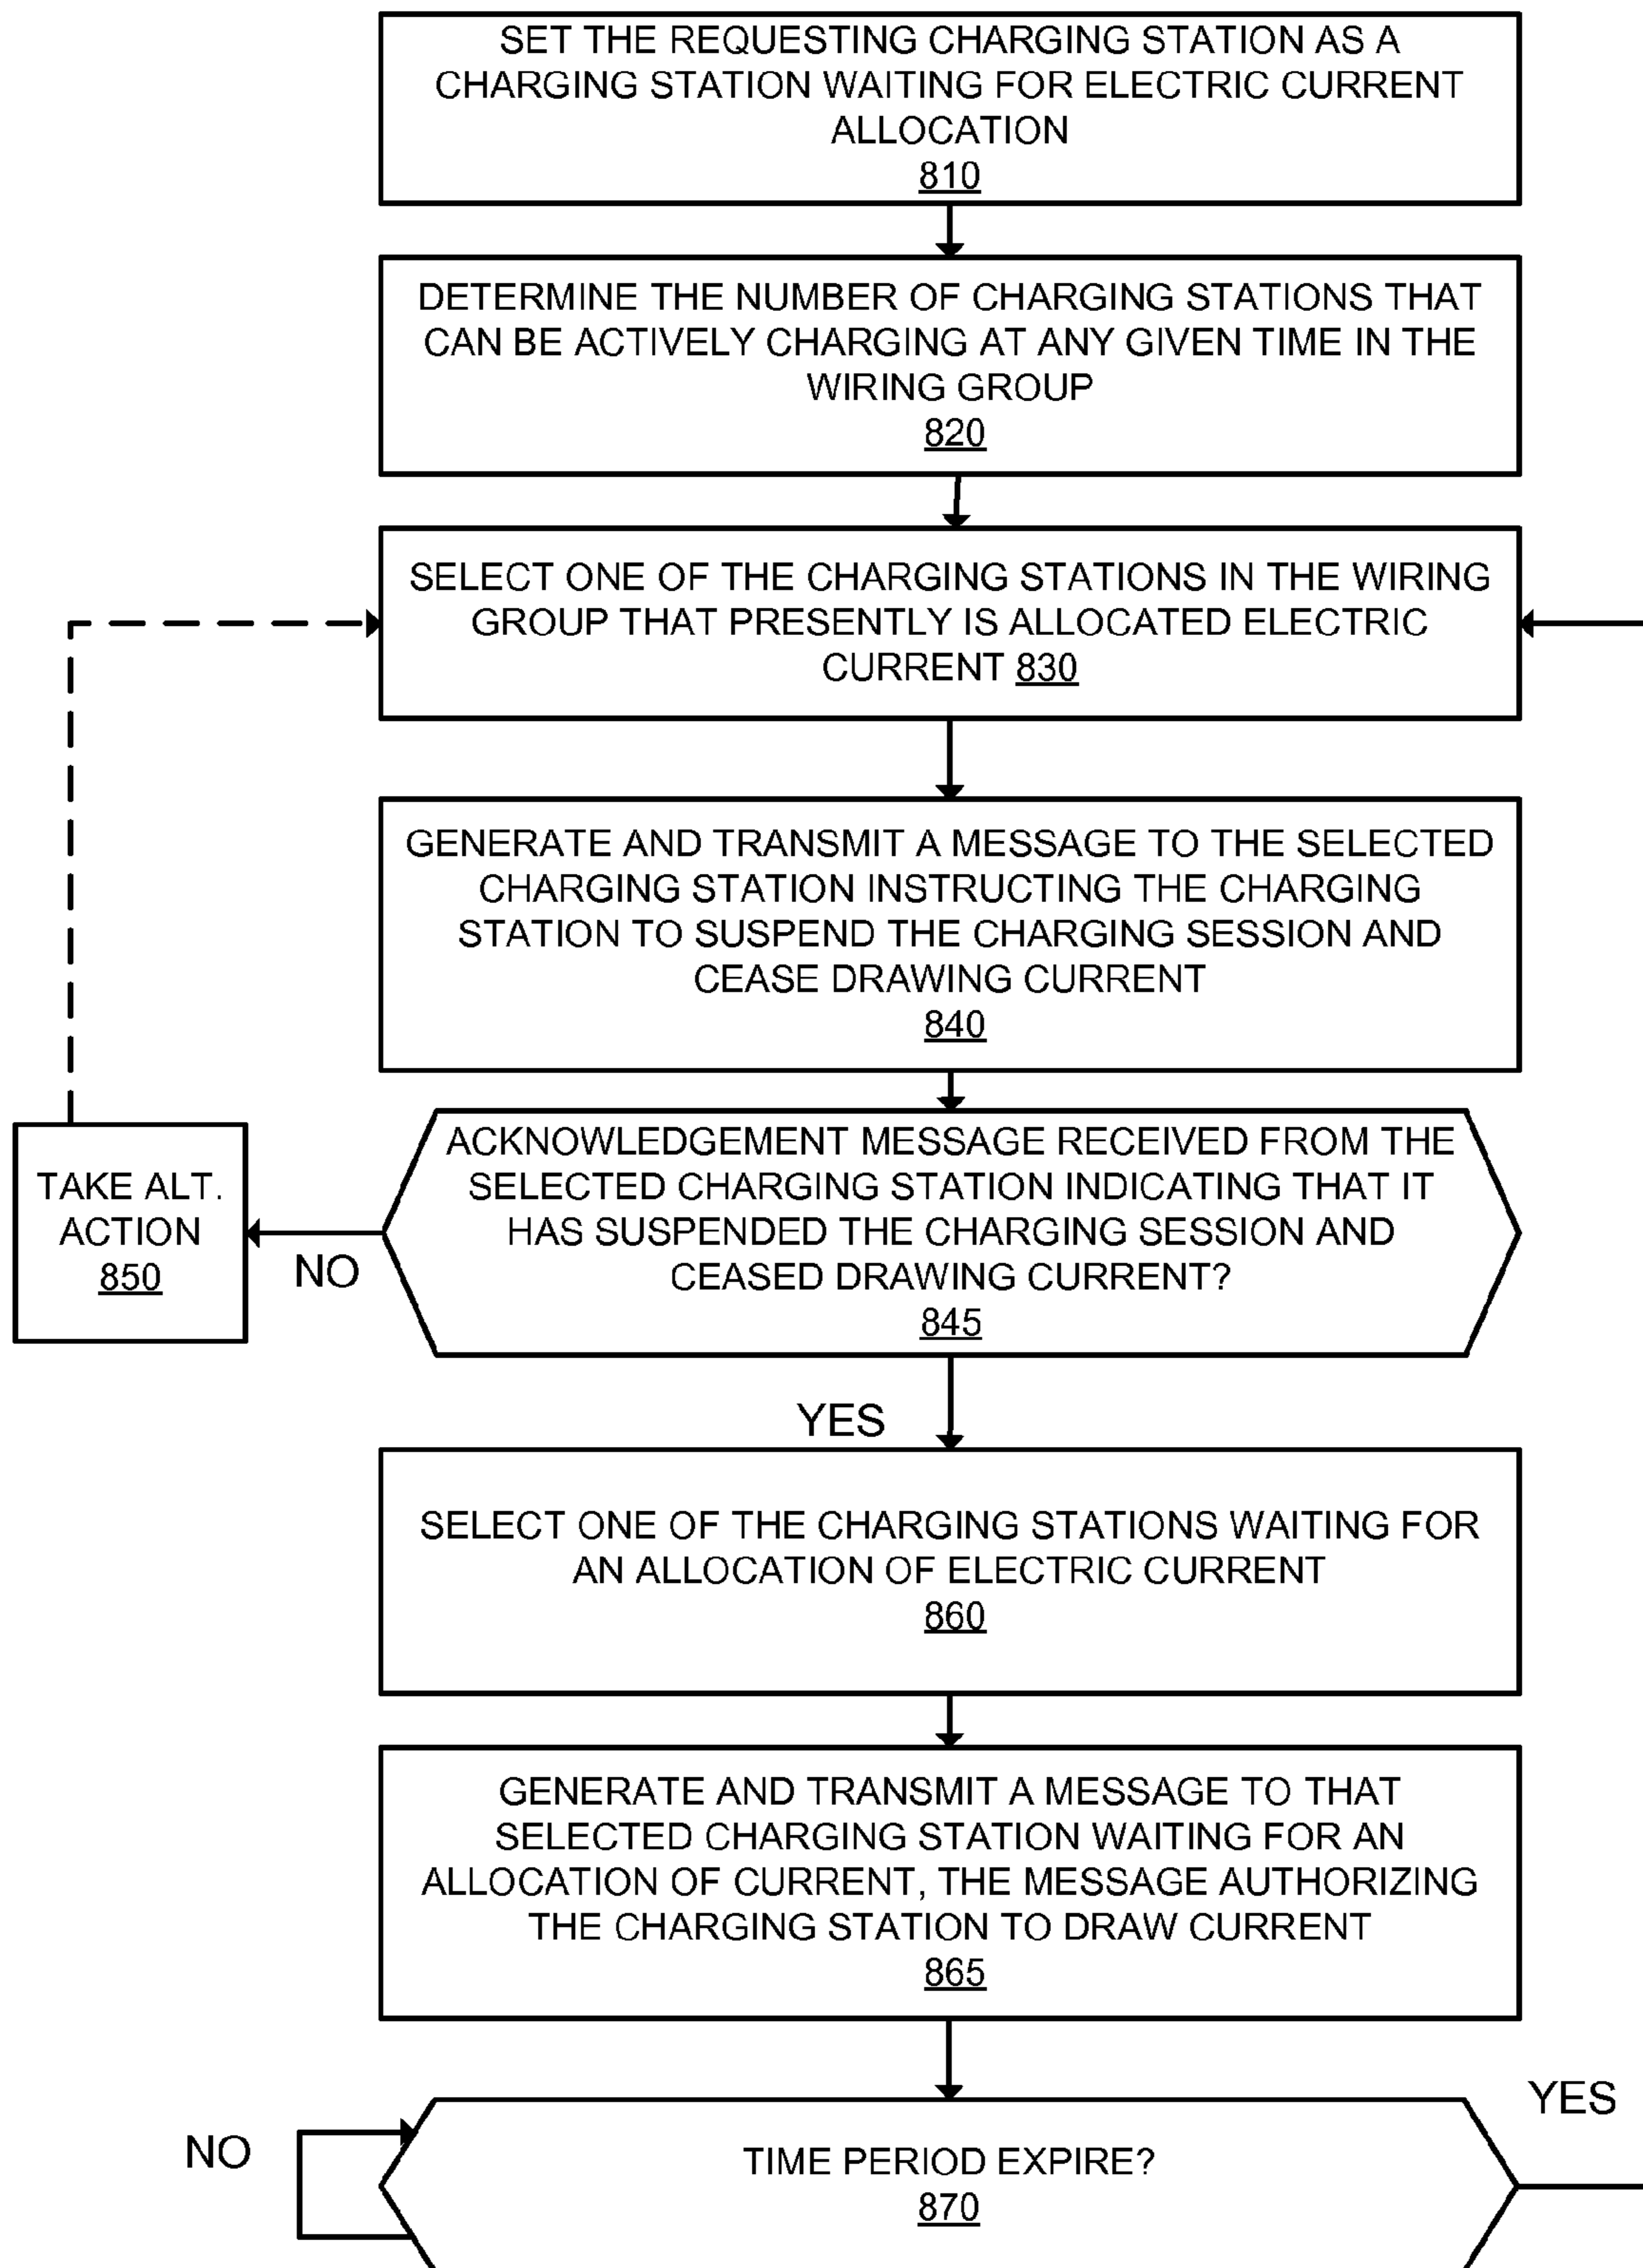 SET THE REQUESTING CHARGING STATION AS A
CHARGING STATION WAITING FOR ELECTRIC CURRENT
ALLOCATION
810
DETERMINE THE NUMBER OF CHARGING STATIONS THAT
CAN BE ACTIVELY CHARGING AT ANY GIVEN TIME IN THE
WIRING GROUP
820
SELECT ONE OF THE CHARGING STATIONS IN THE WIRING
GROUP THAT PRESENTLY IS ALLOCATED ELECTRIC
CURRENT 830
GENERATE AND TRANSMIT A MESSAGE TO THE SELECTED
CHARGING STATION INSTRUCTING THE CHARGING
STATION TO SUSPEND THE CHARGING SESSION AND
CEASE DRAWING CURRENT
840
ACKNOWLEDGEMENT MESSAGE RECEIVED FROM THE
SELECTED CHARGING STATION INDICATING THAT IT
HAS SUSPENDED THE CHARGING SESSION AND
CEASED DRAWING CURRENT?
845
NO
TAKE ALT.
ACTION
850
YES
SELECT ONE OF THE CHARGING STATIONS WAITING FOR
AN ALLOCATION OF ELECTRIC CURRENT
860
GENERATE AND TRANSMIT A MESSAGE TO THAT
SELECTED CHARGING STATION WAITING FOR AN
ALLOCATION OF CURRENT, THE MESSAGE AUTHORIZING
THE CHARGING STATION TO DRAW CURRENT
865
YES
NO
TIME PERIOD EXPIRE?
870